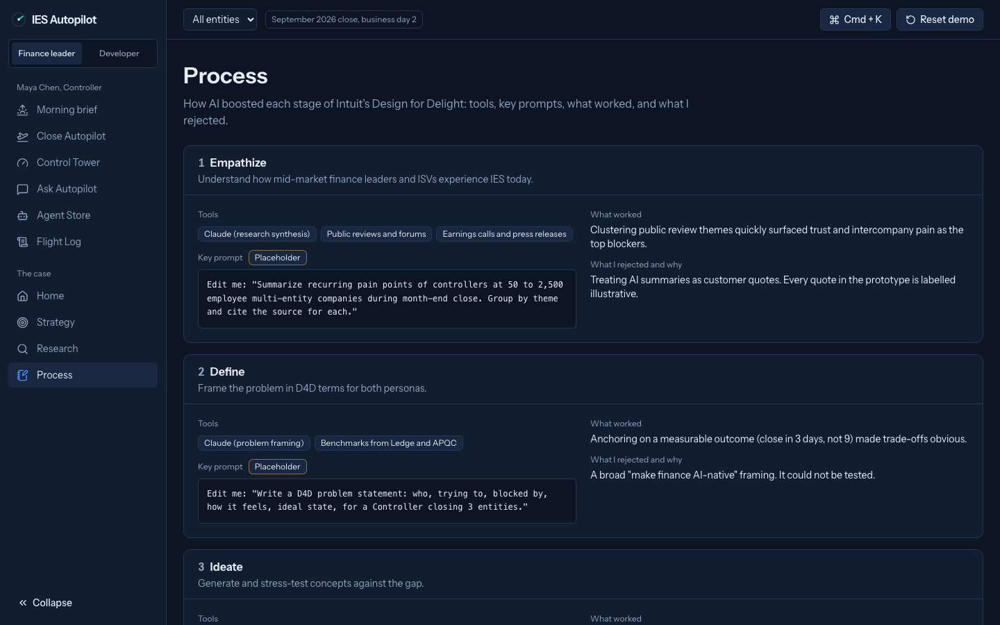 IES Autopilot
Finance leader
Developer
Maya Chen, Controller
Morning brief
Close Autopilot
Control Tower
Ask Autopilot
Agent Store
Flight Log
The case
Home
Strategy
Research
Process
Collapse
All entities
September 2026 close, business day 2
Cmd + K
Reset demo
Process
How AI boosted each stage of Intuit's Design for Delight: tools, key prompts, what worked, and what I
rejected.
1 Empathize
Understand how mid-market finance leaders and ISVs experience IES today.
Tools
Claude (research synthesis)
Public reviews and forums
Earnings calls and press releases
Key prompt
Placeholder
Edit me: "Summarize recurring pain points of controllers at 50 to 2,500
employee multi-entity companies during month-end close. Group by theme
and cite the source for each."
What worked
Clustering public review themes quickly surfaced trust and intercompany pain as the
top blockers.
What I rejected and why
Treating AI summaries as customer quotes. Every quote in the prototype is labelled
illustrative.
2 Define
Frame the problem in D4D terms for both personas.
Tools
Claude (problem framing)
Benchmarks from Ledge and APQC
Key prompt
Placeholder
Edit me: "Write a D4D problem statement: who, trying to, blocked by,
how it feels, ideal state, for a Controller closing 3 entities."
What worked
Anchoring on a measurable outcome (close in 3 days, not 9) made trade-offs obvious.
What I rejected and why
A broad "make finance AI-native" framing. It could not be tested.
3 Ideate
Generate and stress-test concepts against the gap.
Tools
What worked